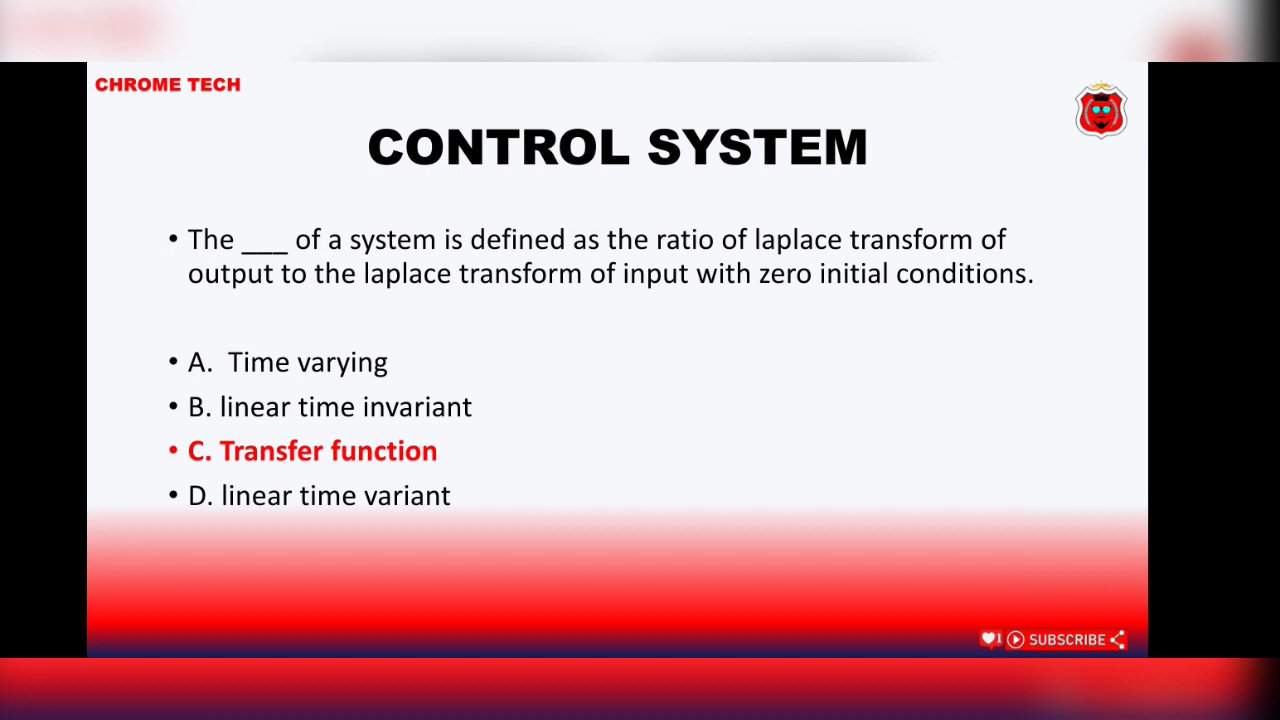 CHROME TECH
CONTROL SYSTEM
• The ___ of a system is defined as the ratio of laplace transform of
output to the laplace transform of input with zero initial conditions.
• A. Time varying
• B. linear time invariant
• C. Transfer function
• D. linear time variant
1 SUBSCRIBE